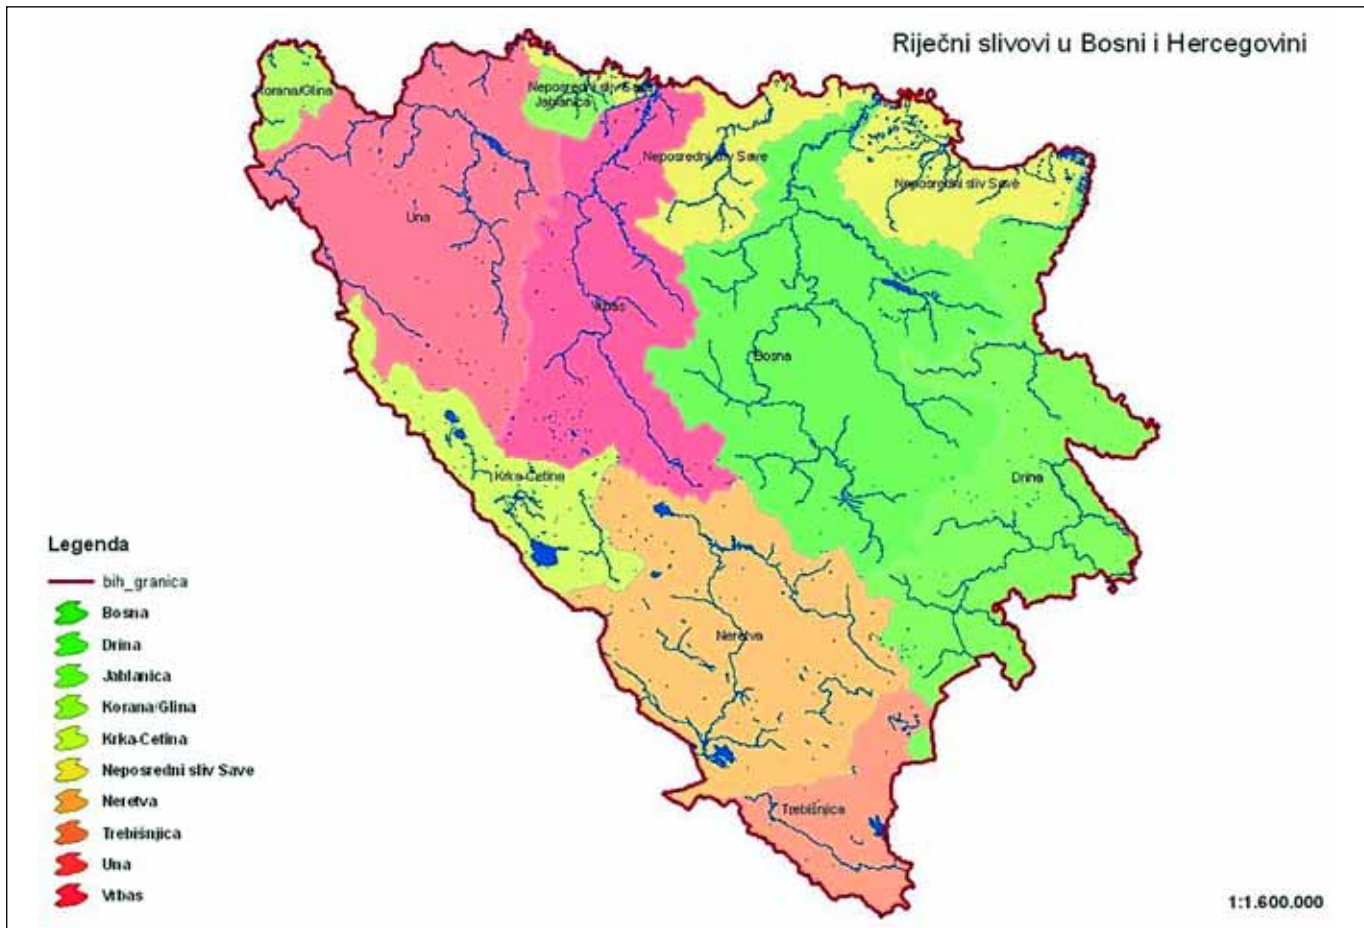 Riječni slivovi u Bosni i Hercegovini
Korana/Glina
Neposredni sliv Save
Jablanica
Neposredni sliv Save
Neposredni sliv Save
Una
Vrbas
Bosna
Krka-Cetina
Drina
Neretva
Trebišnjica
Legenda
bih_granica
Bosna
Drina
Jablanica
Korana/Glina
Krka-Cetina
Neposredni sliv Save
Neretva
Trebišnjica
Una
Vrbas
1:1.600.000